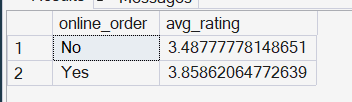 online_order avg_rating
1 No 3.48777778148651
2 Yes 3.85862064772639